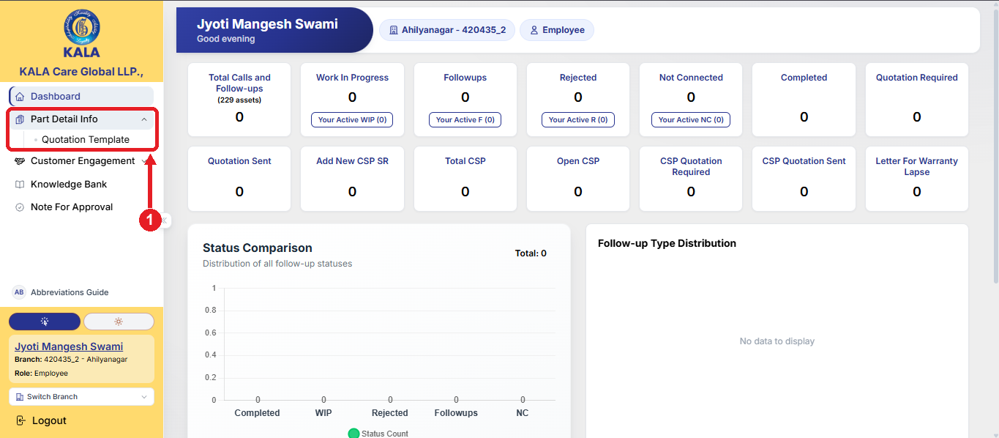 KALA
KALA Care Global LLP.,
Dashboard
Part Detail Info
Quotation Template
Customer Engagement
Knowledge Bank
Note For Approval
1
AB Abbreviations Guide
Jyoti Mangesh Swami
Branch: 420435_2 - Ahilyanagar
Role: Employee
Switch Branch
Logout
Jyoti Mangesh Swami
Good evening
Ahilyanagar - 420435_2
Employee
Total Calls and
Follow-ups
(229 assets)
0
Work In Progress
0
Your Active WIP (0)
Followups
0
Your Active F (0)
Rejected
0
Your Active R (0)
Not Connected
0
Your Active NC (0)
Completed
0
Quotation Required
0
Quotation Sent
0
Add New CSP SR
0
Total CSP
0
Open CSP
0
CSP Quotation
Required
0
CSP Quotation Sent
0
Letter For Warranty
Lapse
0
Status Comparison
Distribution of all follow-up statuses
Total: 0
1
0.8
0.6
0.4
0.2
0
0 0 0 0 0
Completed WIP Rejected Followups NC
Status Count
Follow-up Type Distribution
No data to display